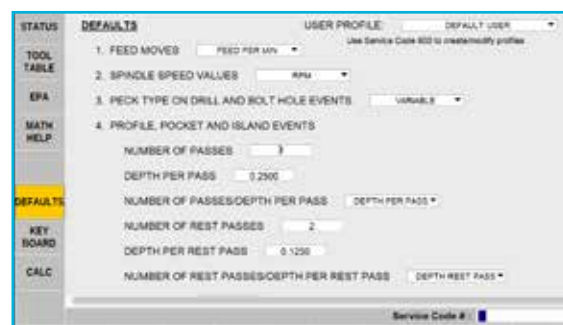 STATUS
TOOL TABLE
EPA
MATH HELP
DEFAULTS
KEY BOARD
CALC
DEFAULTS
USER PROFILE: DEFAULT USER
Use Service Code 600 to create/modify profiles
1. FEED MOVES FEED PER MIN
2. SPINDLE SPEED VALUES RPM
3. PECK TYPE ON DRILL AND BOLT HOLE EVENTS VARIABLE
4. PROFILE, POCKET AND ISLAND EVENTS
NUMBER OF PASSES 3
DEPTH PER PASS 0.2500
NUMBER OF PASSES/DEPTH PER PASS DEPTH PER PASS
NUMBER OF REST PASSES 2
DEPTH PER REST PASS 0.1250
NUMBER OF REST PASSES/DEPTH PER REST PASS DEPTH REST PASS
Service Code # :